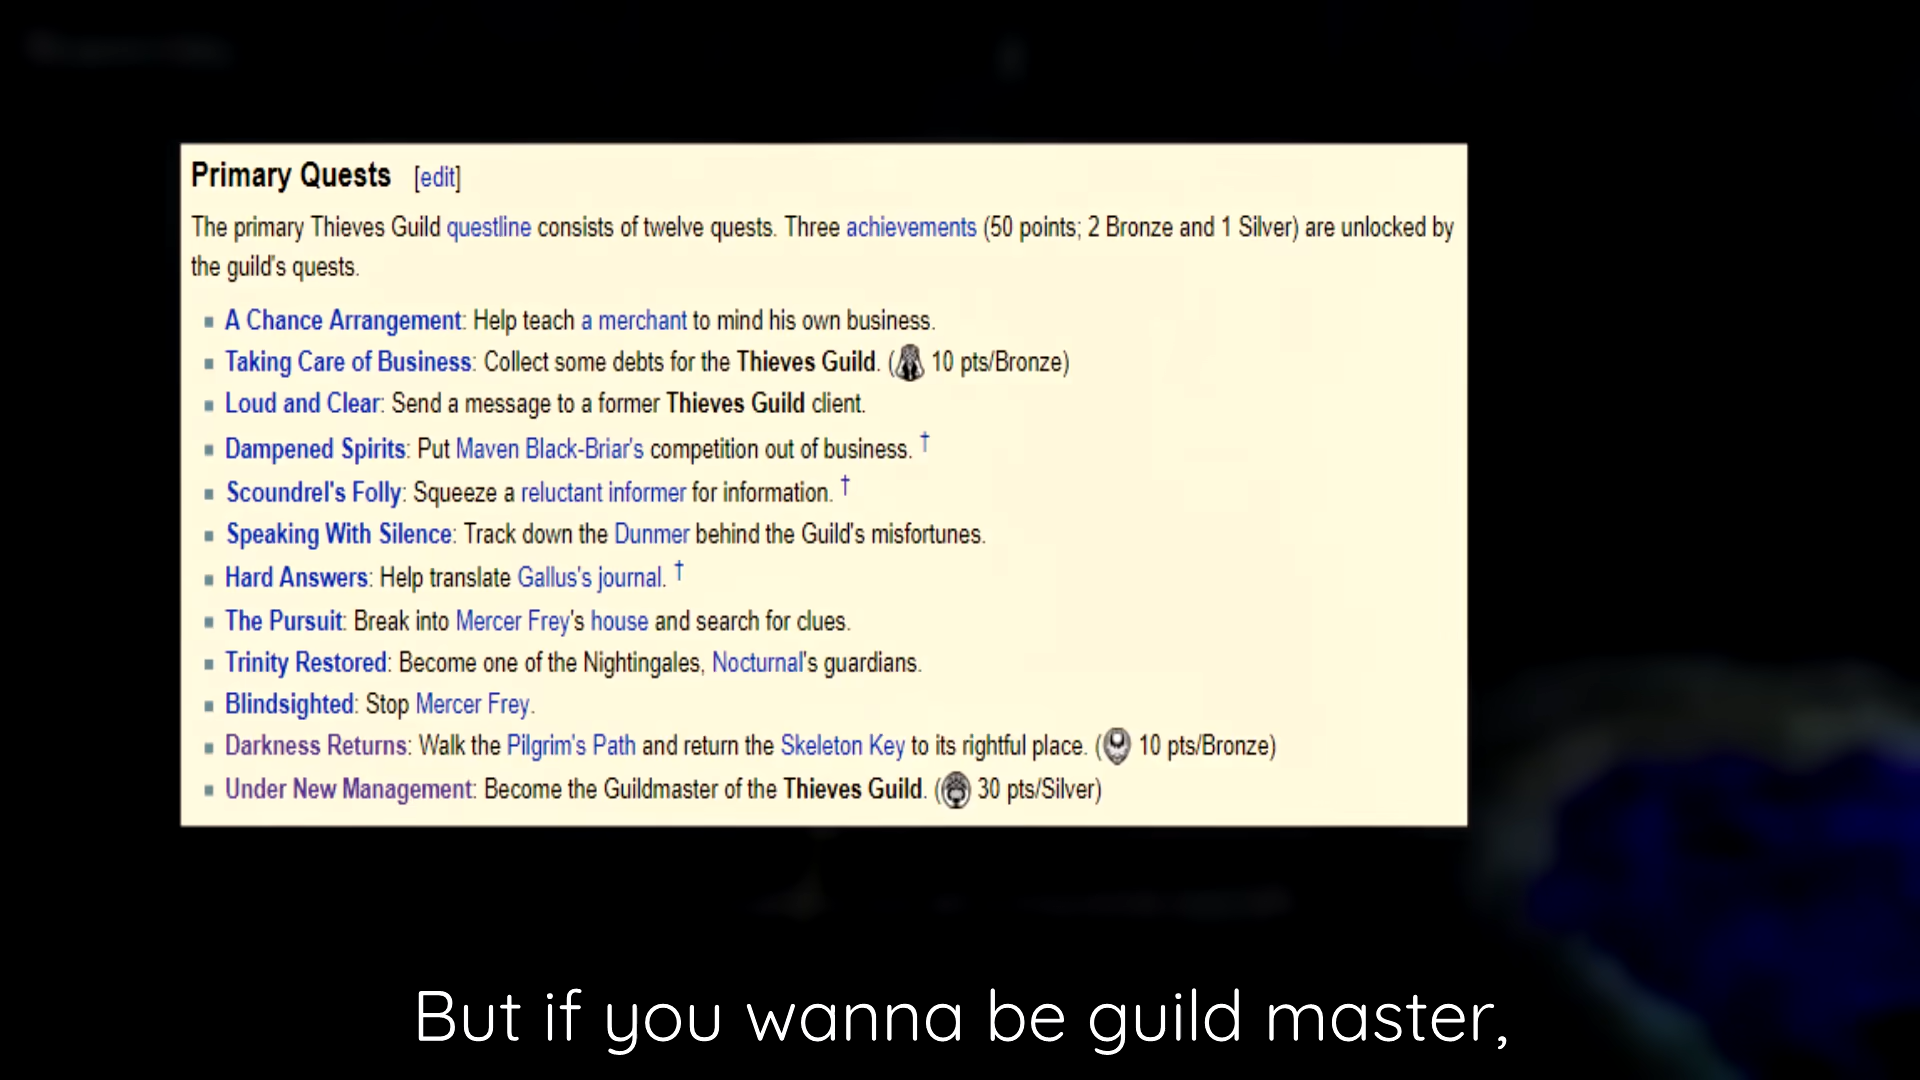 Primary Quests [edit]
The primary Thieves Guild questline consists of twelve quests. Three achievements (50 points; 2 Bronze and 1 Silver) are unlocked by
the guild's quests.
A Chance Arrangement: Help teach a merchant to mind his own business.
Taking Care of Business: Collect some debts for the Thieves Guild. ( 10 pts/Bronze)
Loud and Clear: Send a message to a former Thieves Guild client.
Dampened Spirits: Put Maven Black-Briar's competition out of business. †
Scoundrel's Folly: Squeeze a reluctant informer for information. †
Speaking With Silence: Track down the Dunmer behind the Guild's misfortunes.
Hard Answers: Help translate Gallus's journal. †
The Pursuit: Break into Mercer Frey's house and search for clues.
Trinity Restored: Become one of the Nightingales, Nocturnal's guardians.
Blindsighted: Stop Mercer Frey.
Darkness Returns: Walk the Pilgrim's Path and return the Skeleton Key to its rightful place. ( 10 pts/Bronze)
Under New Management: Become the Guildmaster of the Thieves Guild. ( 30 pts/Silver)
But if you wanna be guild master,